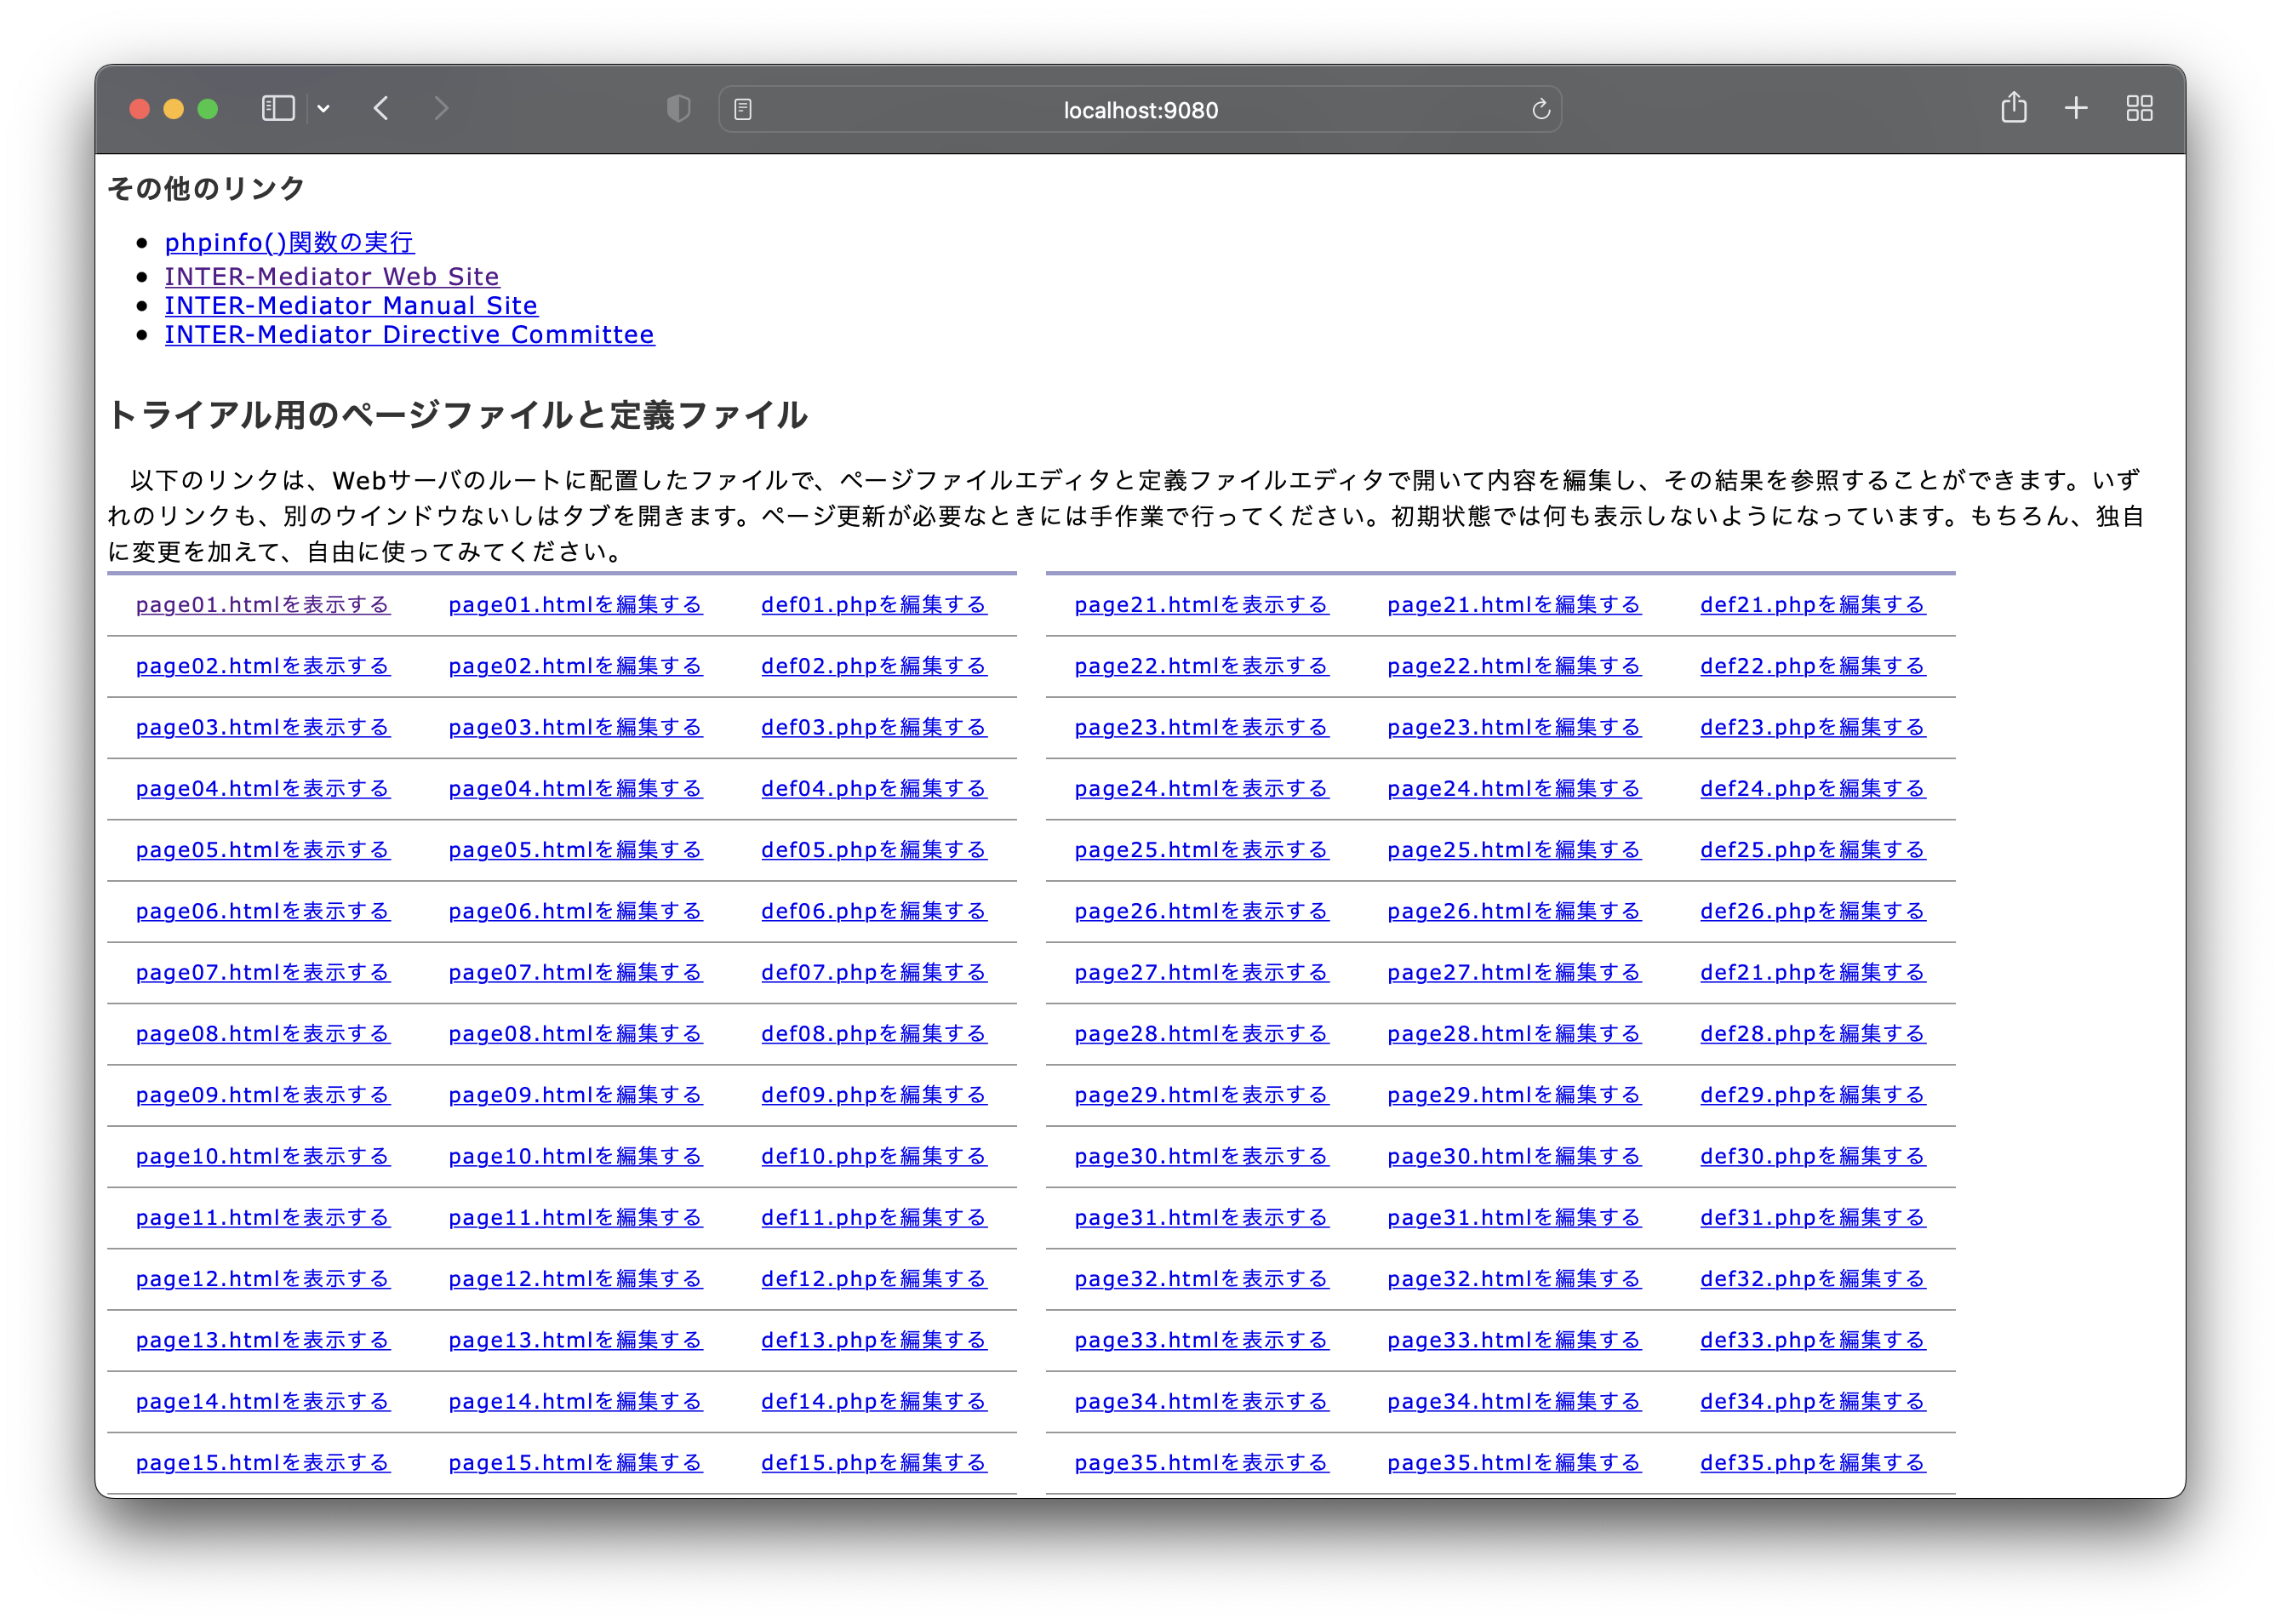 localhost:9080
その他のリンク
phpinfo()関数の実行
INTER-Mediator Web Site
INTER-Mediator Manual Site
INTER-Mediator Directive Committee
トライアル用のページファイルと定義ファイル
以下のリンクは、Webサーバのルートに配置したファイルで、ページファイルエディタと定義ファイルエディタで開いて内容を編集し、その結果を参照することができます。いず
れのリンクも、別のウインドウないしはタブを開きます。ページ更新が必要なときには手作業で行ってください。初期状態では何も表示しないようになっています。もちろん、独自
に変更を加えて、自由に使ってみてください。
page01.htmlを表示する page01.htmlを編集する def01.phpを編集する page21.htmlを表示する page21.htmlを編集する def21.phpを編集する
page02.htmlを表示する page02.htmlを編集する def02.phpを編集する page22.htmlを表示する page22.htmlを編集する def22.phpを編集する
page03.htmlを表示する page03.htmlを編集する def03.phpを編集する page23.htmlを表示する page23.htmlを編集する def23.phpを編集する
page04.htmlを表示する page04.htmlを編集する def04.phpを編集する page24.htmlを表示する page24.htmlを編集する def24.phpを編集する
page05.htmlを表示する page05.htmlを編集する def05.phpを編集する page25.htmlを表示する page25.htmlを編集する def25.phpを編集する
page06.htmlを表示する page06.htmlを編集する def06.phpを編集する page26.htmlを表示する page26.htmlを編集する def26.phpを編集する
page07.htmlを表示する page07.htmlを編集する def07.phpを編集する page27.htmlを表示する page27.htmlを編集する def21.phpを編集する
page08.htmlを表示する page08.htmlを編集する def08.phpを編集する page28.htmlを表示する page28.htmlを編集する def28.phpを編集する
page09.htmlを表示する page09.htmlを編集する def09.phpを編集する page29.htmlを表示する page29.htmlを編集する def29.phpを編集する
page10.htmlを表示する page10.htmlを編集する def10.phpを編集する page30.htmlを表示する page30.htmlを編集する def30.phpを編集する
page11.htmlを表示する page11.htmlを編集する def11.phpを編集する page31.htmlを表示する page31.htmlを編集する def31.phpを編集する
page12.htmlを表示する page12.htmlを編集する def12.phpを編集する page32.htmlを表示する page32.htmlを編集する def32.phpを編集する
page13.htmlを表示する page13.htmlを編集する def13.phpを編集する page33.htmlを表示する page33.htmlを編集する def33.phpを編集する
page14.htmlを表示する page14.htmlを編集する def14.phpを編集する page34.htmlを表示する page34.htmlを編集する def34.phpを編集する
page15.htmlを表示する page15.htmlを編集する def15.phpを編集する page35.htmlを表示する page35.htmlを編集する def35.phpを編集する